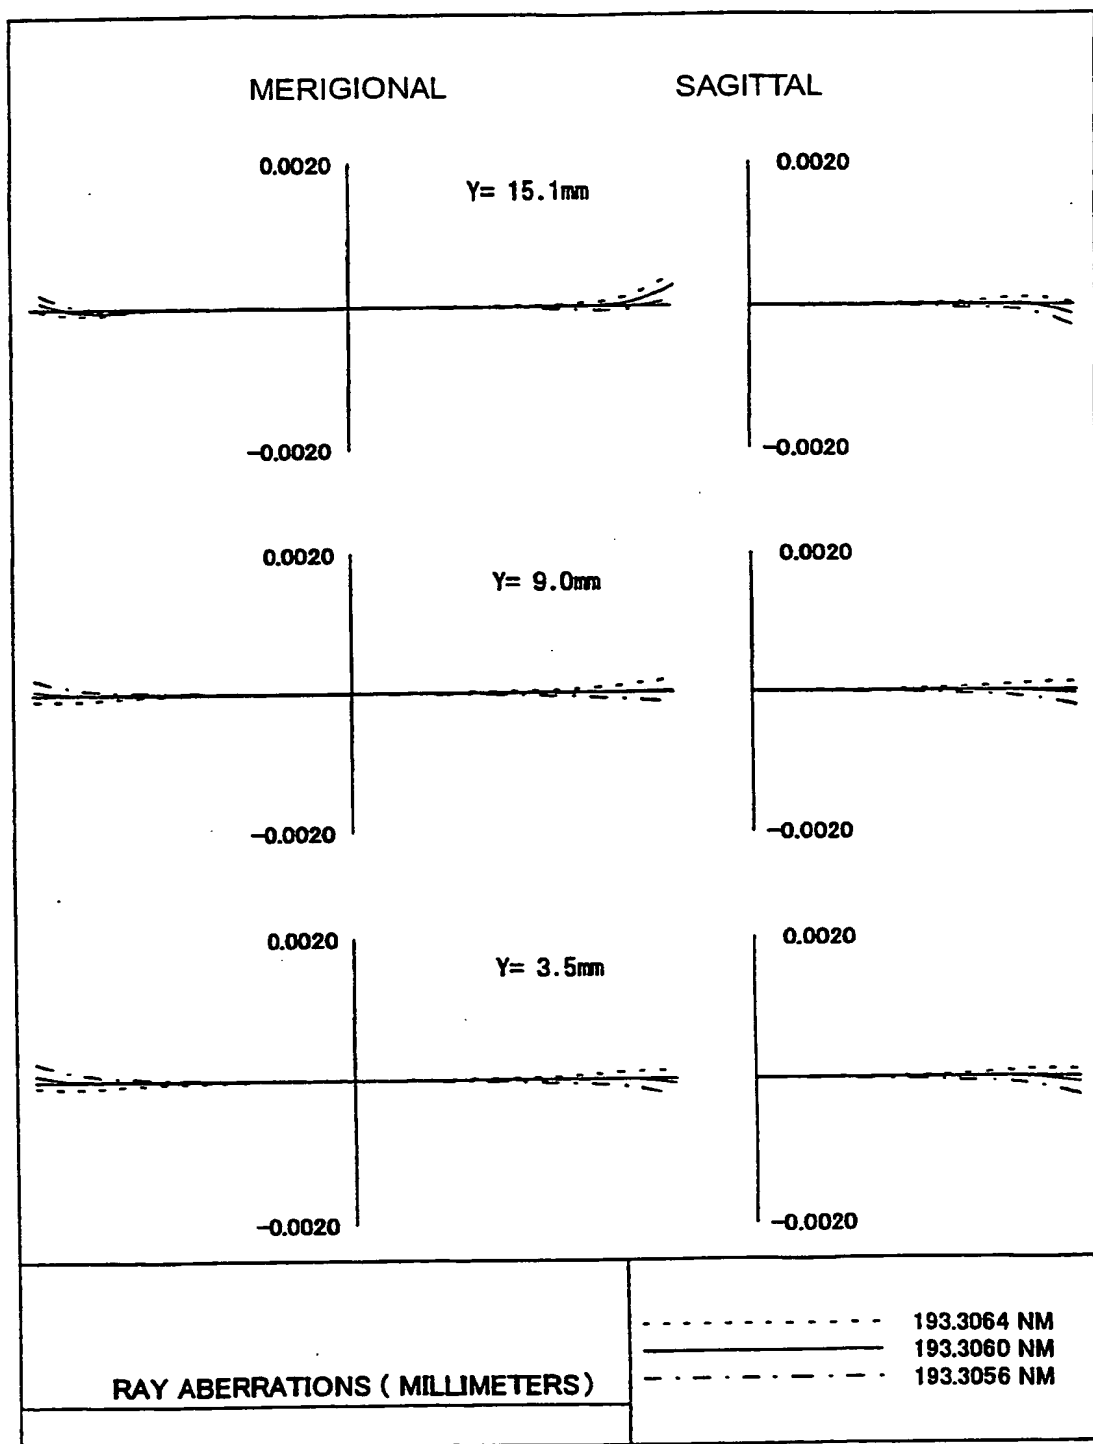 MERIGIONAL SAGITTAL
0.0020 0.0020
Y= 15.1mm
-0.0020 -0.0020
0.0020 0.0020
Y= 9.0mm
-0.0020 -0.0020
0.0020 0.0020
Y= 3.5mm
-0.0020 -0.0020
193.3064 NM
193.3060 NM
193.3056 NM
RAY ABERRATIONS ( MILLIMETERS)